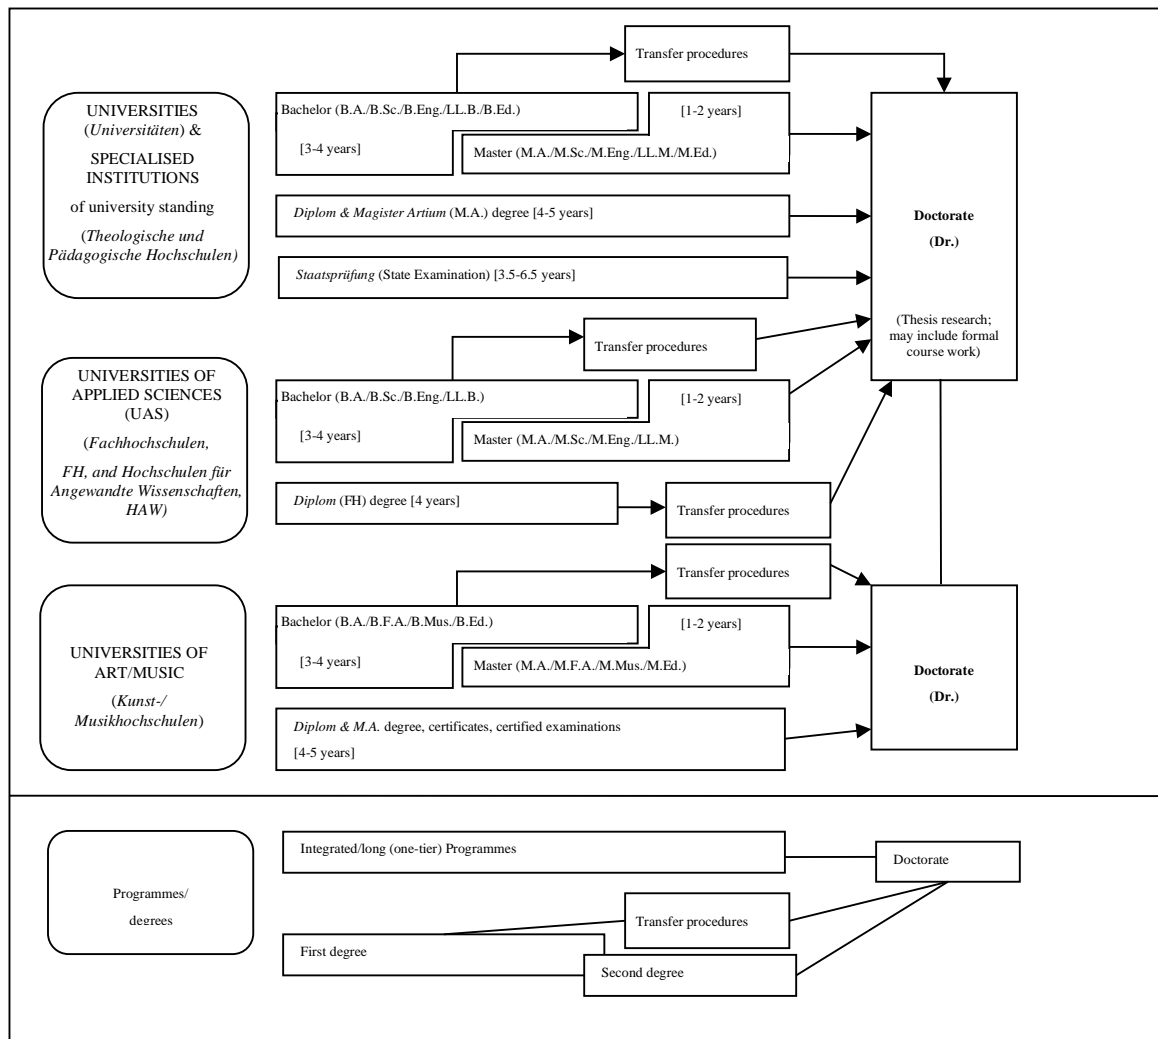 Transfer procedures
UNIVERSITIES
(Universitäten) &
SPECIALISED
INSTITUTIONS
of university standing
(Theologische und
Pädagogische Hochschulen)
Bachelor (B.A./B.Sc./B.Eng./LL.B./B.Ed.)
[3-4 years]
[1-2 years]
Master (M.A./M.Sc./M.Eng./LL.M./M.Ed.)
Diplom & Magister Artium (M.A.) degree [4-5 years]
Staatsprüfung (State Examination) [3.5-6.5 years]
Doctorate
(Dr.)
(Thesis research;
may include formal
course work)
Transfer procedures
UNIVERSITIES OF
APPLIED SCIENCES
(UAS)
(Fachhochschulen,
FH, and Hochschulen für
Angewandte Wissenschaften,
HAW)
Bachelor (B.A./B.Sc./B.Eng./LL.B.)
[3-4 years]
[1-2 years]
Master (M.A./M.Sc./M.Eng./LL.M.)
Diplom (FH) degree [4 years]
Transfer procedures
Transfer procedures
UNIVERSITIES OF
ART/MUSIC
(Kunst-/
Musikhochschulen)
Bachelor (B.A./B.F.A./B.Mus./B.Ed.)
[3-4 years]
[1-2 years]
Master (M.A./M.F.A./M.Mus./M.Ed.)
Diplom & M.A. degree, certificates, certified examinations
[4-5 years]
Doctorate
(Dr.)
Programmes/
degrees
Integrated/long (one-tier) Programmes
Doctorate
Transfer procedures
First degree
Second degree